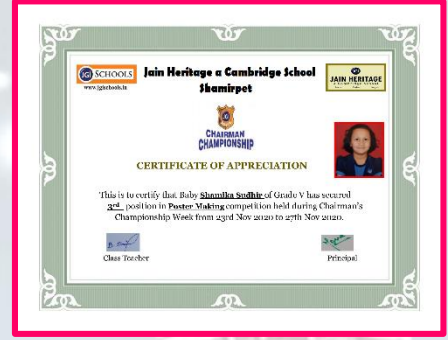 JGI SCHOOLS
www.jgischools.in
Jain Heritage a Cambridge School
Shamirpet
JAIN HERITAGE
CHAIRMAN
CHAMPIONSHIP
CERTIFICATE OF APPRECIATION
This is to certify that Baby Shamika Sudhir of Grade V has secured
3rd position in Poster Making competition held during Chairman's
Championship Week from 23rd Nov 2020 to 27th Nov 2020.
Class Teacher
Principal